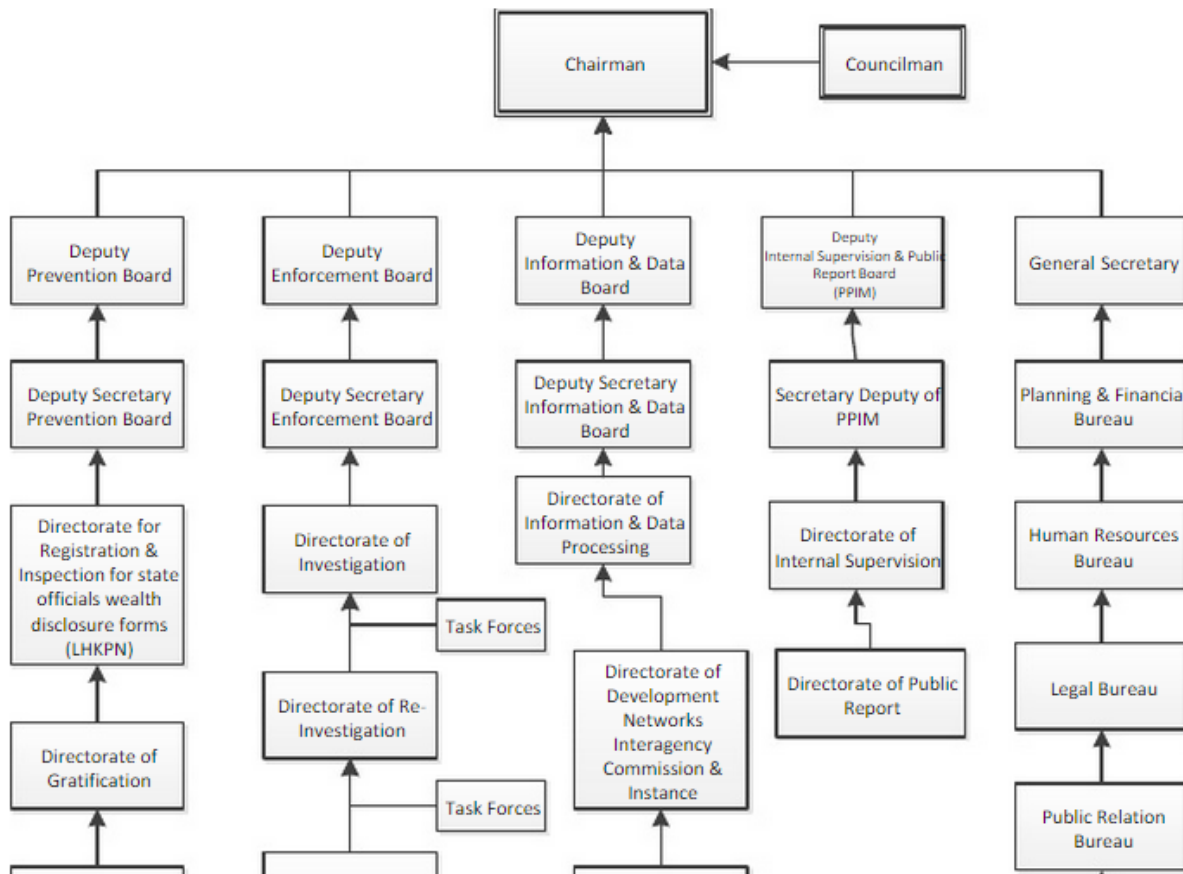 Chairman
Councilman
Deputy
Prevention Board
Deputy
Enforcement Board
Deputy
Information & Data
Board
Deputy
Internal Supervision & Public
Report Board
(PPIM)
General Secretary
Deputy Secretary
Prevention Board
Deputy Secretary
Enforcement Board
Deputy Secretary
Information & Data
Board
Secretary Deputy of
PPIM
Planning & Financial
Bureau
Directorate for
Registration &
Inspection for state
officials wealth
disclosure forms
(LHKPN)
Directorate of
Investigation
Directorate of
Information & Data
Processing
Directorate of
Internal Supervision
Human Resources
Bureau
Task Forces
Directorate of Re-
Investigation
Directorate of
Development
Networks
Interagency
Commission &
Instance
Directorate of Public
Report
Legal Bureau
Directorate of
Gratification
Task Forces
Public Relation
Bureau